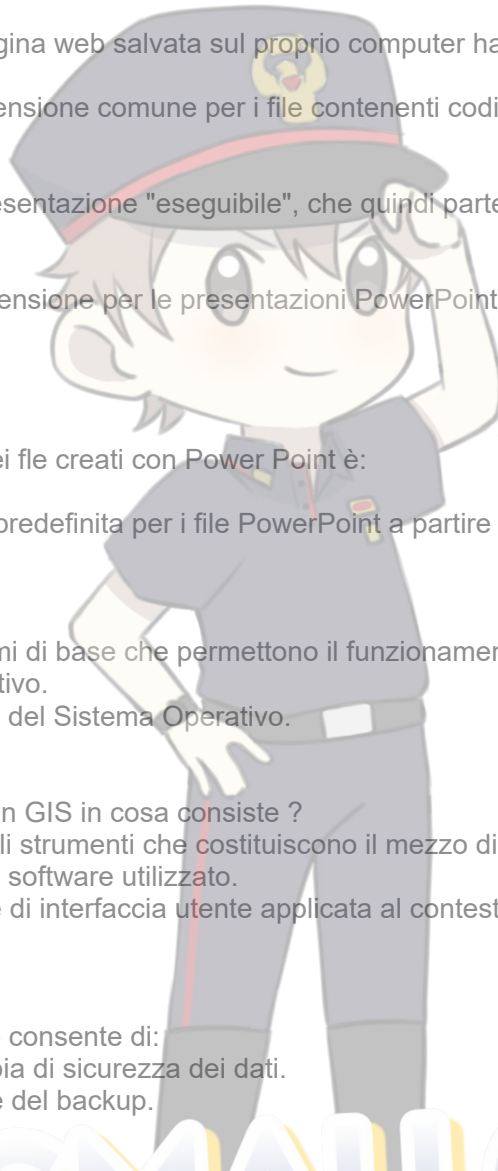 gina web salvata sul proprio computer ha
ensione comune per i file contenenti codi
esentazione "eseguibile", che quindi parte
ensione per le presentazioni PowerPoint
ei fle creati con Power Point è:
predefinita per i file PowerPoint a partire
mi di base che permettono il funzionamen
tivo.
del Sistema Operativo.
n GIS in cosa consiste ?
li strumenti che costituiscono il mezzo di
software utilizzato.
e di interfaccia utente applicata al contest
consente di:
pia di sicurezza dei dati.
e del backup.